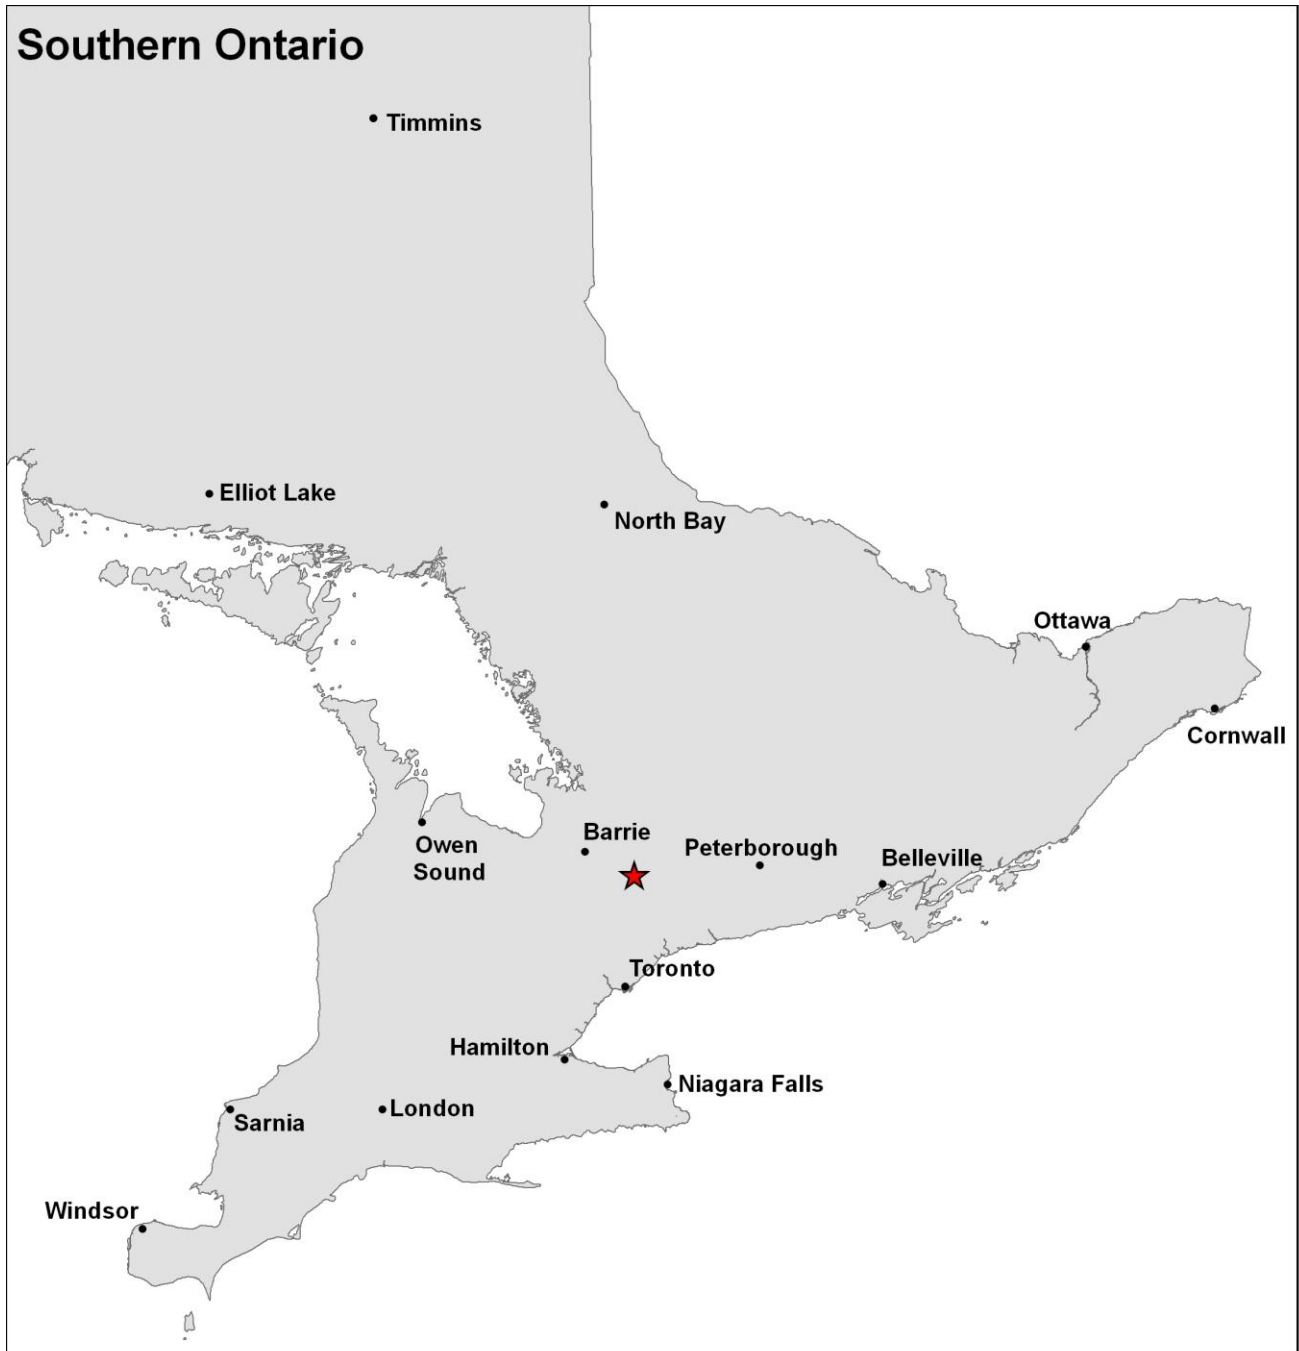 Southern Ontario
Timmins
Elliot Lake
North Bay
Ottawa
Cornwall
Barrie
Owen
Sound
Peterborough
Belleville
Toronto
Hamilton
Niagara Falls
London
Sarnia
Windsor